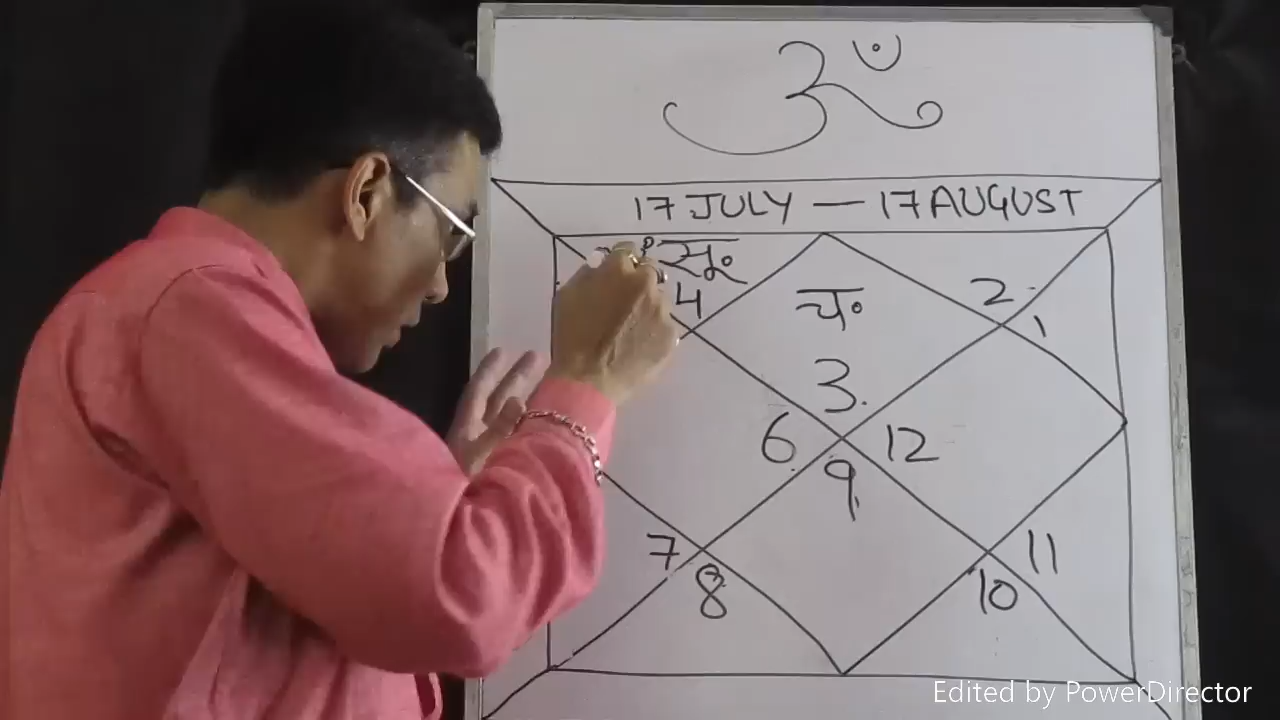 ॐ
17 JULY — 17 AUGUST
सू॰
4
चं॰
2
1
3
6
12
9
7
8
11
10
Edited by PowerDirector